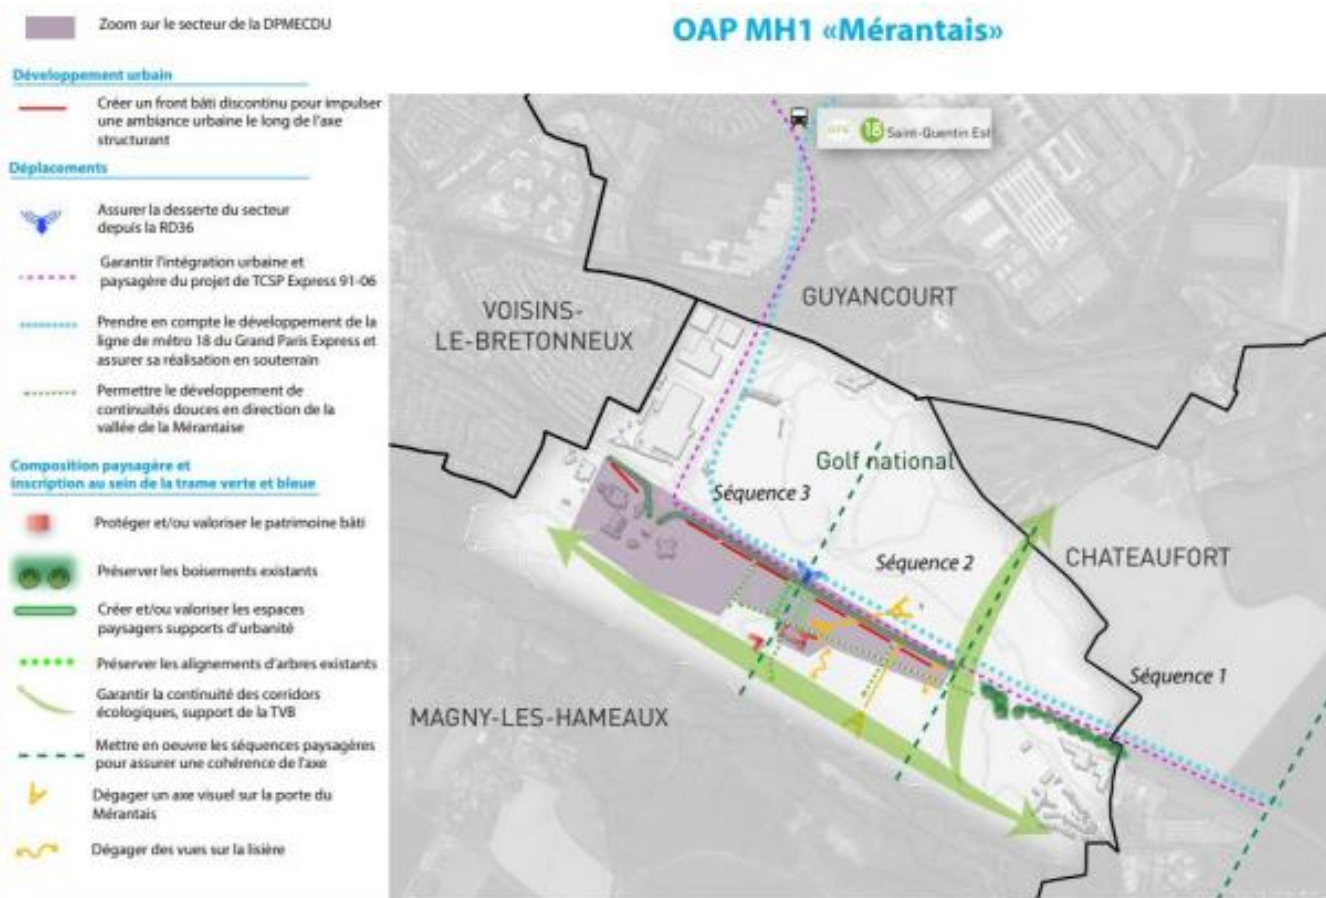 Zoom sur le secteur de la DPMECDU
OAP MH1 «Mérantais»
Développement urbain
Créer un front bâti discontinu pour impulser
une ambiance urbaine le long de l'axe
structurant
Déplacements
Assurer la desserte du secteur
depuis la RD36
Garantir l'intégration urbaine et
paysagère du projet de TCSP Express 91-06
Prendre en compte le développement de la
ligne de métro 18 du Grand Paris Express et
assurer sa réalisation en souterrain
Permettre le développement de
continuités douces en direction de la
vallée de la Mérantaise
Composition paysagère et
inscription au sein de la trame verte et bleue
Protéger et/ou valoriser le patrimoine bâti
Préserver les boisements existants
Créer et/ou valoriser les espaces
paysagers supports d'urbanité
Préserver les alignements d'arbres existants
Garantir la continuité des corridors
écologiques, support de la TVB
Mettre en oeuvre les séquences paysagères
pour assurer une cohérence de l'axe
Dégager un axe visuel sur la porte du
Mérantais
Dégager des vues sur la lisière
18 Saint-Quentin Est
GUYANCOURT
VOISINS-
LE-BRETONNEUX
Golf national
Séquence 3
Séquence 2
CHATEAUFORT
Séquence 1
MAGNY-LES-HAMEAUX